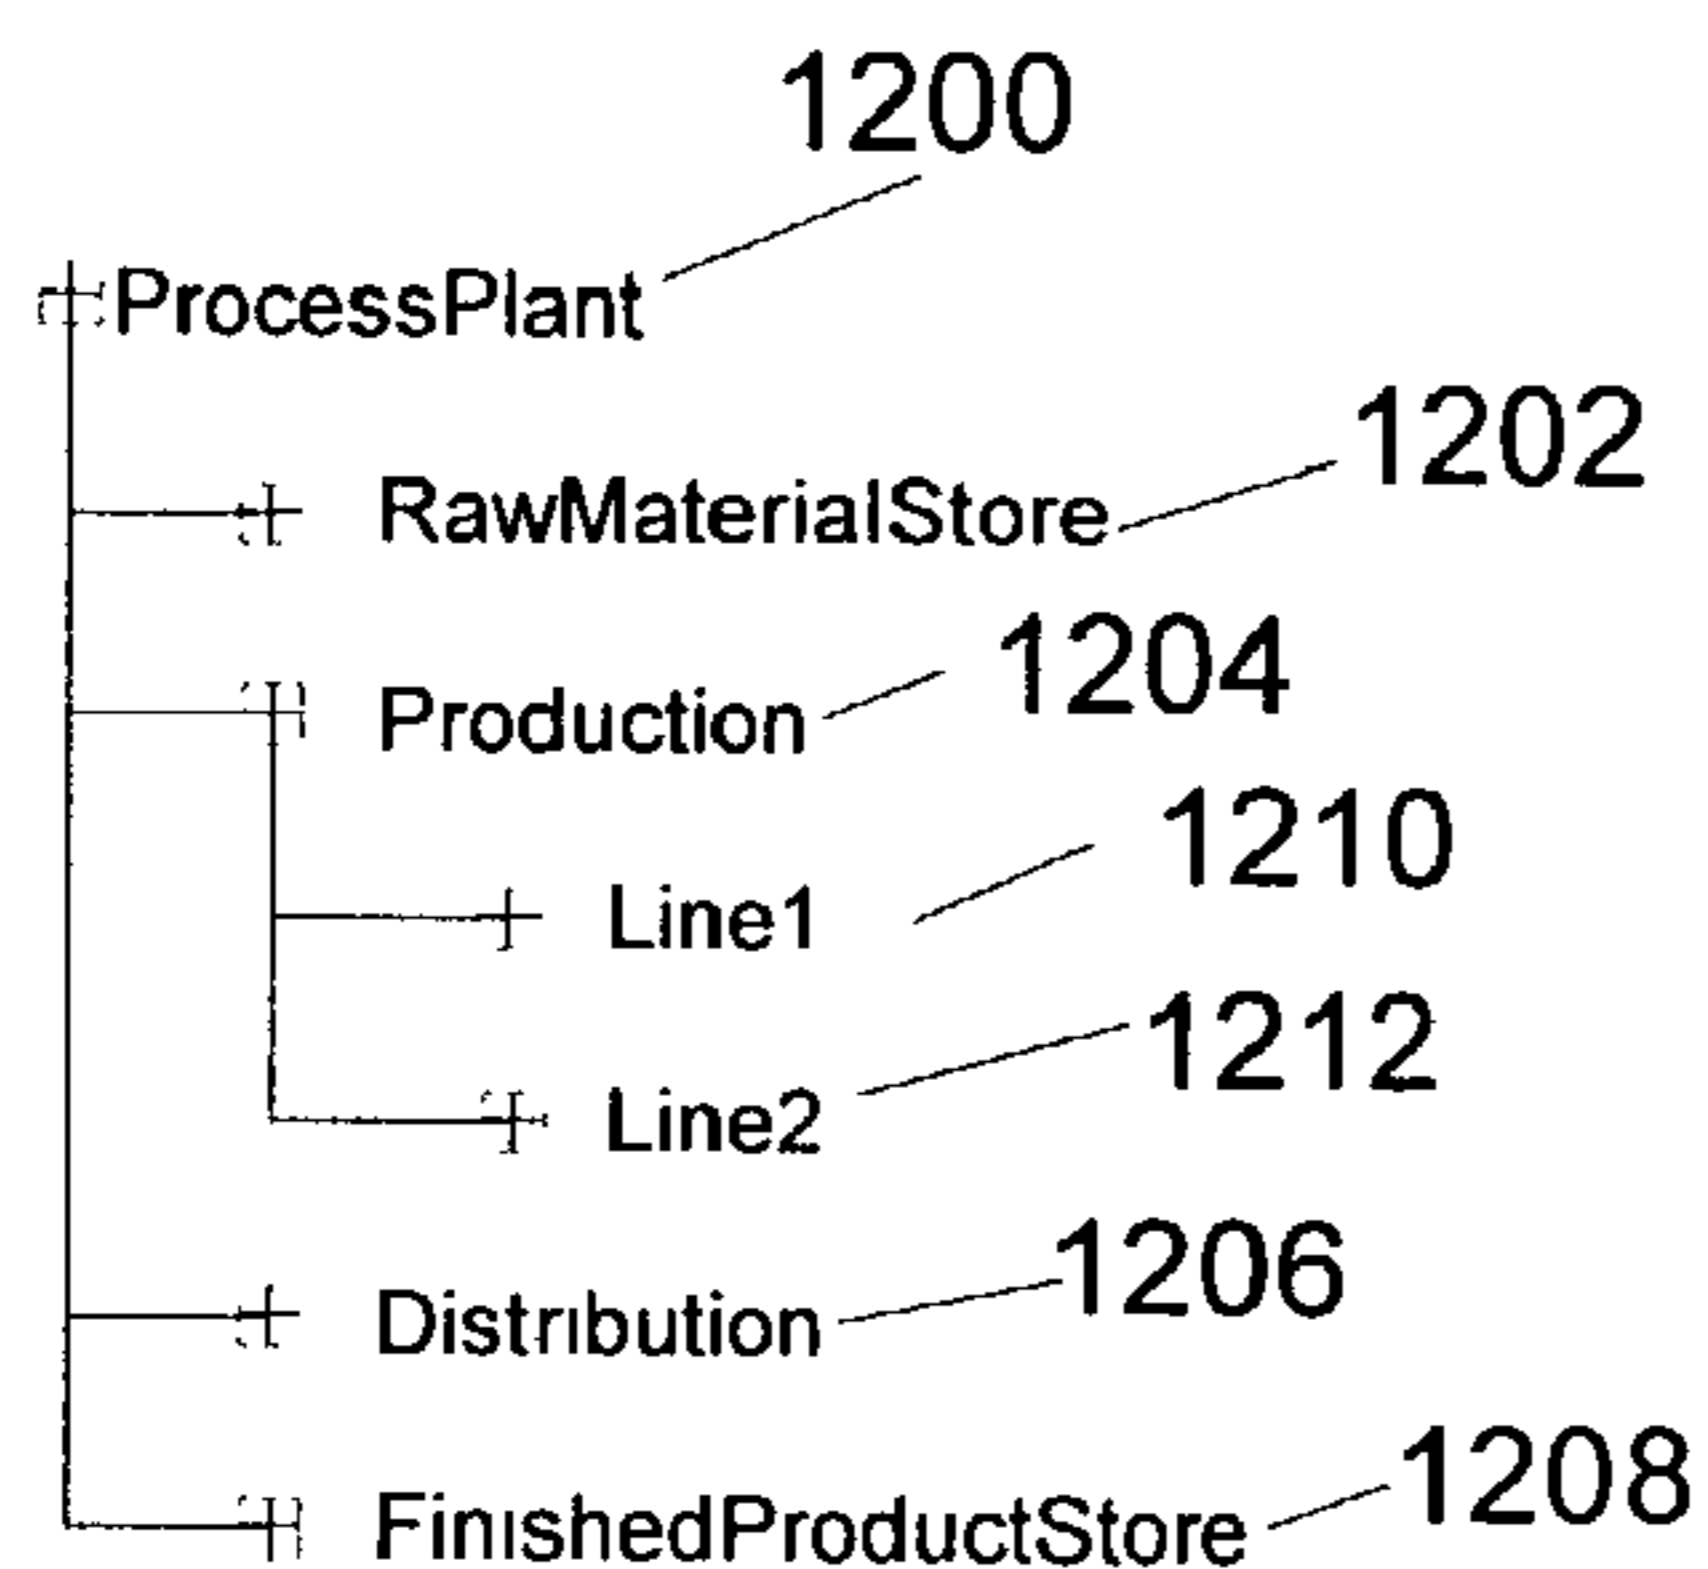 1200
ProcessPlant
1202
RawMaterialStore
1204
Production
1210
Line1
1212
Line2
1206
Distribution
1208
FinishedProductStore